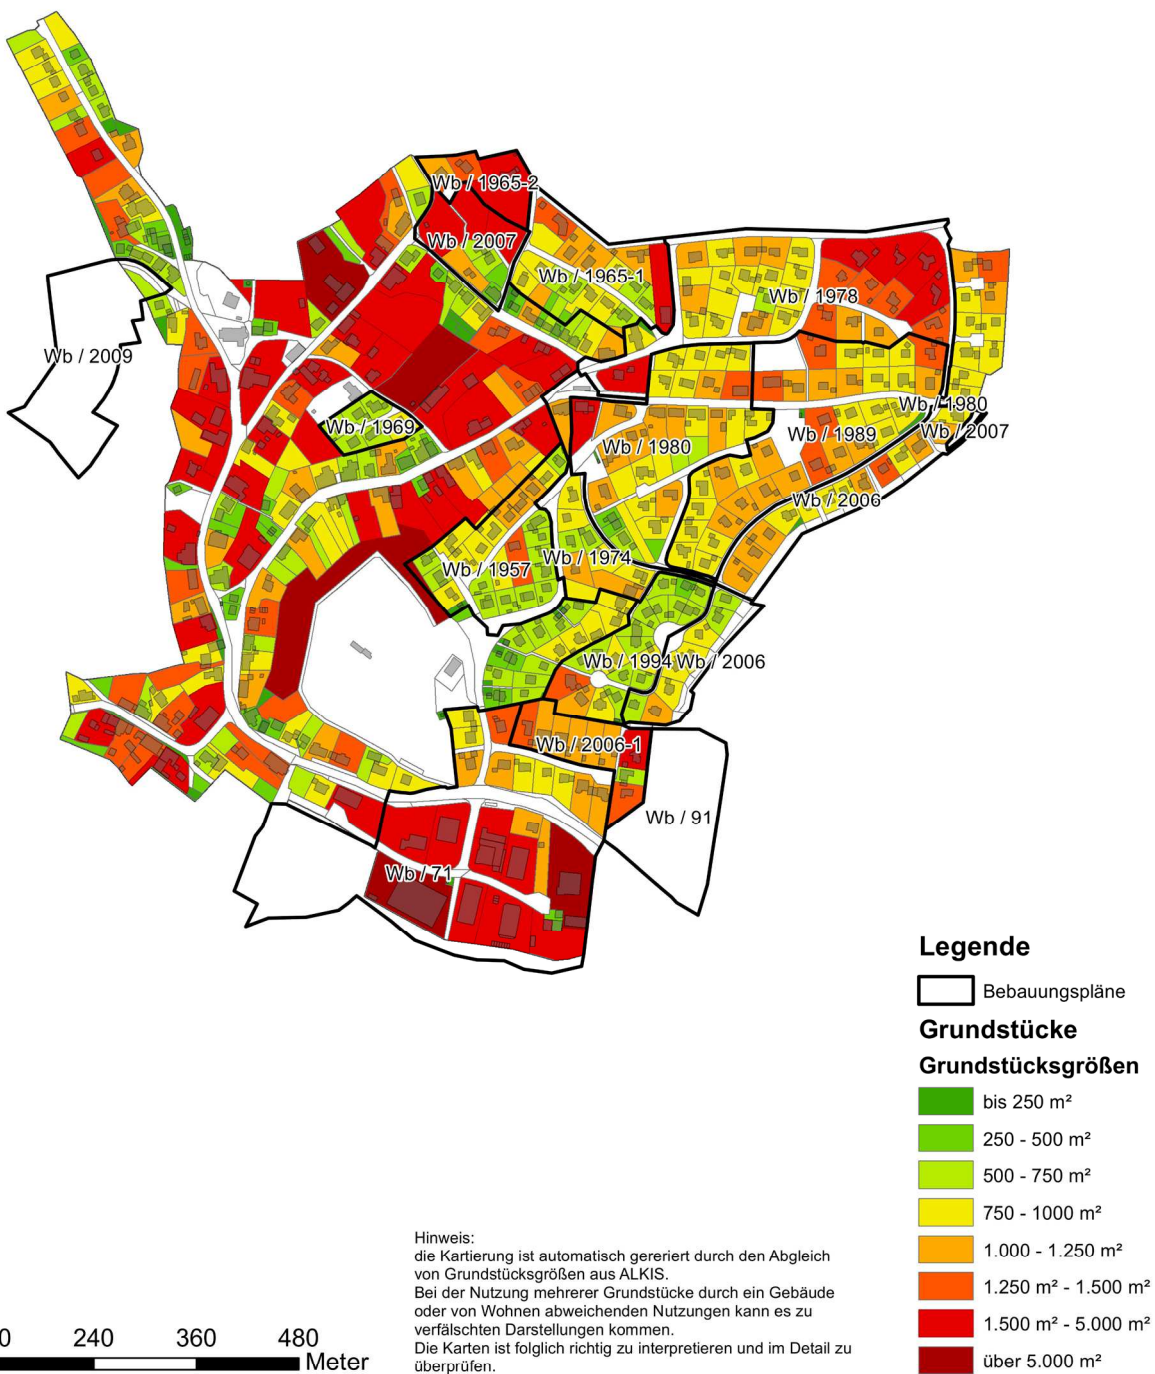 Wb / 1965-2
Wb / 2007
Wb / 1965-1
Wb / 1978
Wb / 2009
Wb / 1969
Wb / 1980
Wb / 1989
Wb / 2007
Wb / 1980
Wb / 2006
Wb / 1974
Wb / 1957
Wb / 1994
Wb / 2006
Wb / 2006-1
Wb / 91
Wb / 71
Legende
Bebauungspläne
Grundstücke
Grundstücksgrößen
bis 250 m²
250 - 500 m²
500 - 750 m²
750 - 1000 m²
1.000 - 1.250 m²
1.250 m² - 1.500 m²
1.500 m² - 5.000 m²
über 5.000 m²
Hinweis:
die Kartierung ist automatisch gereriert durch den Abgleich
von Grundstücksgrößen aus ALKIS.
Bei der Nutzung mehrerer Grundstücke durch ein Gebäude
oder von Wohnen abweichenden Nutzungen kann es zu
verfälschten Darstellungen kommen.
Die Karten ist folglich richtig zu interpretieren und im Detail zu
überprüfen.
240 360 480
Meter